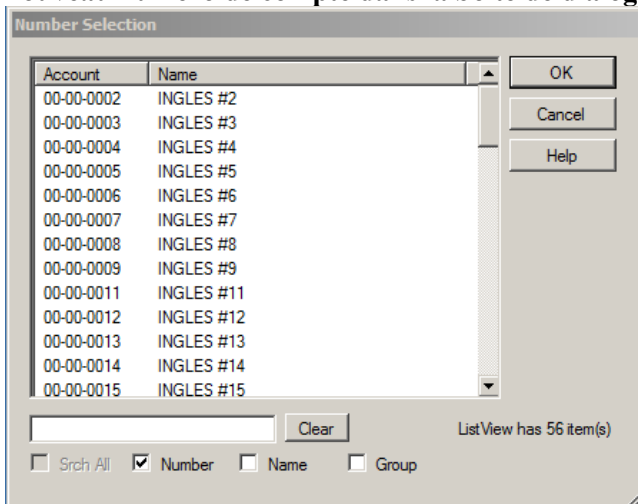 Number Selection
Account Name
00-00-0002 INGLES #2
00-00-0003 INGLES #3
00-00-0004 INGLES #4
00-00-0005 INGLES #5
00-00-0006 INGLES #6
00-00-0007 INGLES #7
00-00-0008 INGLES #8
00-00-0009 INGLES #9
00-00-0011 INGLES #11
00-00-0012 INGLES #12
00-00-0013 INGLES #13
00-00-0014 INGLES #14
00-00-0015 INGLES #15
OK
Cancel
Help
Clear
ListView has 56 item(s)
Srch All Number Name Group